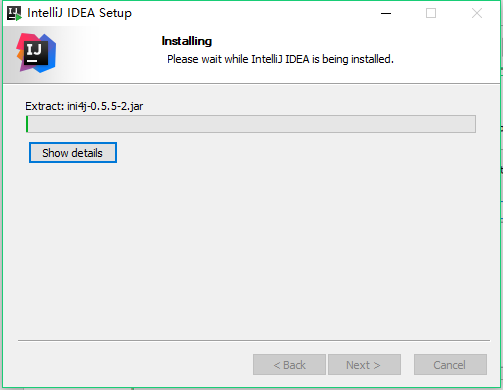 IntelliJ IDEA Setup
IJ
Installing
Please wait while IntelliJ IDEA is being installed.
Extract: ini4j-0.5.5-2.jar
Show details
< Back
Next >
Cancel